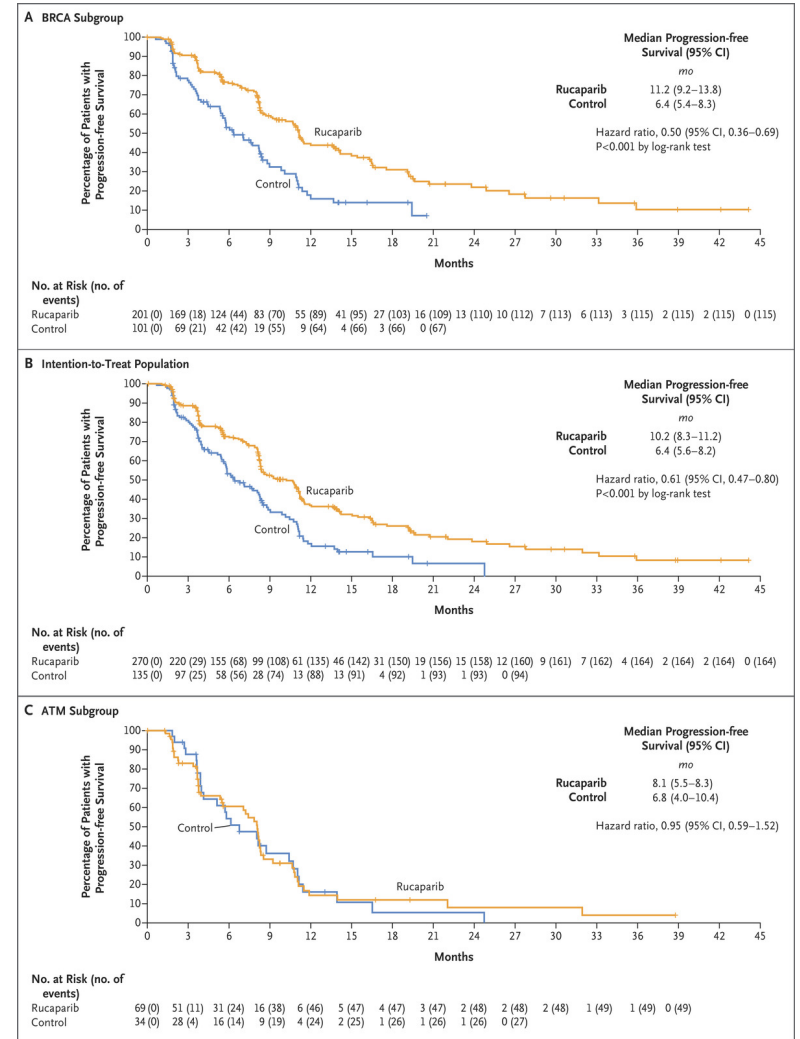 A BRCA Subgroup
Percentage of Patients with
Progression-free Survival
100
90
80
70
60
50
40
30
20
10
0
0 3 6 9 12 15 18 21 24 27 30 33 36 39 42 45
Months
Rucaparib
Control
Median Progression-free
Survival (95% CI)
mo
Rucaparib 11.2 (9.2–13.8)
Control 6.4 (5.4–8.3)
Hazard ratio, 0.50 (95% CI, 0.36–0.69)
P<0.001 by log-rank test
No. at Risk (no. of
events)
Rucaparib 201 (0) 169 (18) 124 (44) 83 (70) 55 (89) 41 (95) 27 (103) 16 (109) 13 (110) 10 (112) 7 (113) 6 (113) 3 (115) 2 (115) 2 (115) 0 (115)
Control 101 (0) 69 (21) 42 (42) 19 (55) 9 (64) 4 (66) 3 (66) 0 (67)
B Intention-to-Treat Population
Percentage of Patients with
Progression-free Survival
100
90
80
70
60
50
40
30
20
10
0
0 3 6 9 12 15 18 21 24 27 30 33 36 39 42 45
Months
Rucaparib
Control
Median Progression-free
Survival (95% CI)
mo
Rucaparib 10.2 (8.3–11.2)
Control 6.4 (5.6–8.2)
Hazard ratio, 0.61 (95% CI, 0.47–0.80)
P<0.001 by log-rank test
No. at Risk (no. of
events)
Rucaparib 270 (0) 220 (29) 155 (68) 99 (108) 61 (135) 46 (142) 31 (150) 19 (156) 15 (158) 12 (160) 9 (161) 7 (162) 4 (164) 2 (164) 2 (164) 0 (164)
Control 135 (0) 97 (25) 58 (56) 28 (74) 13 (88) 13 (91) 4 (92) 1 (93) 1 (93) 0 (94)
C ATM Subgroup
Percentage of Patients with
Progression-free Survival
100
90
80
70
60
50
40
30
20
10
0
0 3 6 9 12 15 18 21 24 27 30 33 36 39 42 45
Months
Control
Rucaparib
Median Progression-free
Survival (95% CI)
mo
Rucaparib 8.1 (5.5–8.3)
Control 6.8 (4.0–10.4)
Hazard ratio, 0.95 (95% CI, 0.59–1.52)
No. at Risk (no. of
events)
Rucaparib 69 (0) 51 (11) 31 (24) 16 (38) 6 (46) 5 (47) 4 (47) 3 (47) 2 (48) 2 (48) 2 (48) 1 (49) 1 (49) 0 (49)
Control 34 (0) 28 (4) 16 (14) 9 (19) 4 (24) 2 (25) 1 (26) 1 (26) 1 (26) 0 (27)